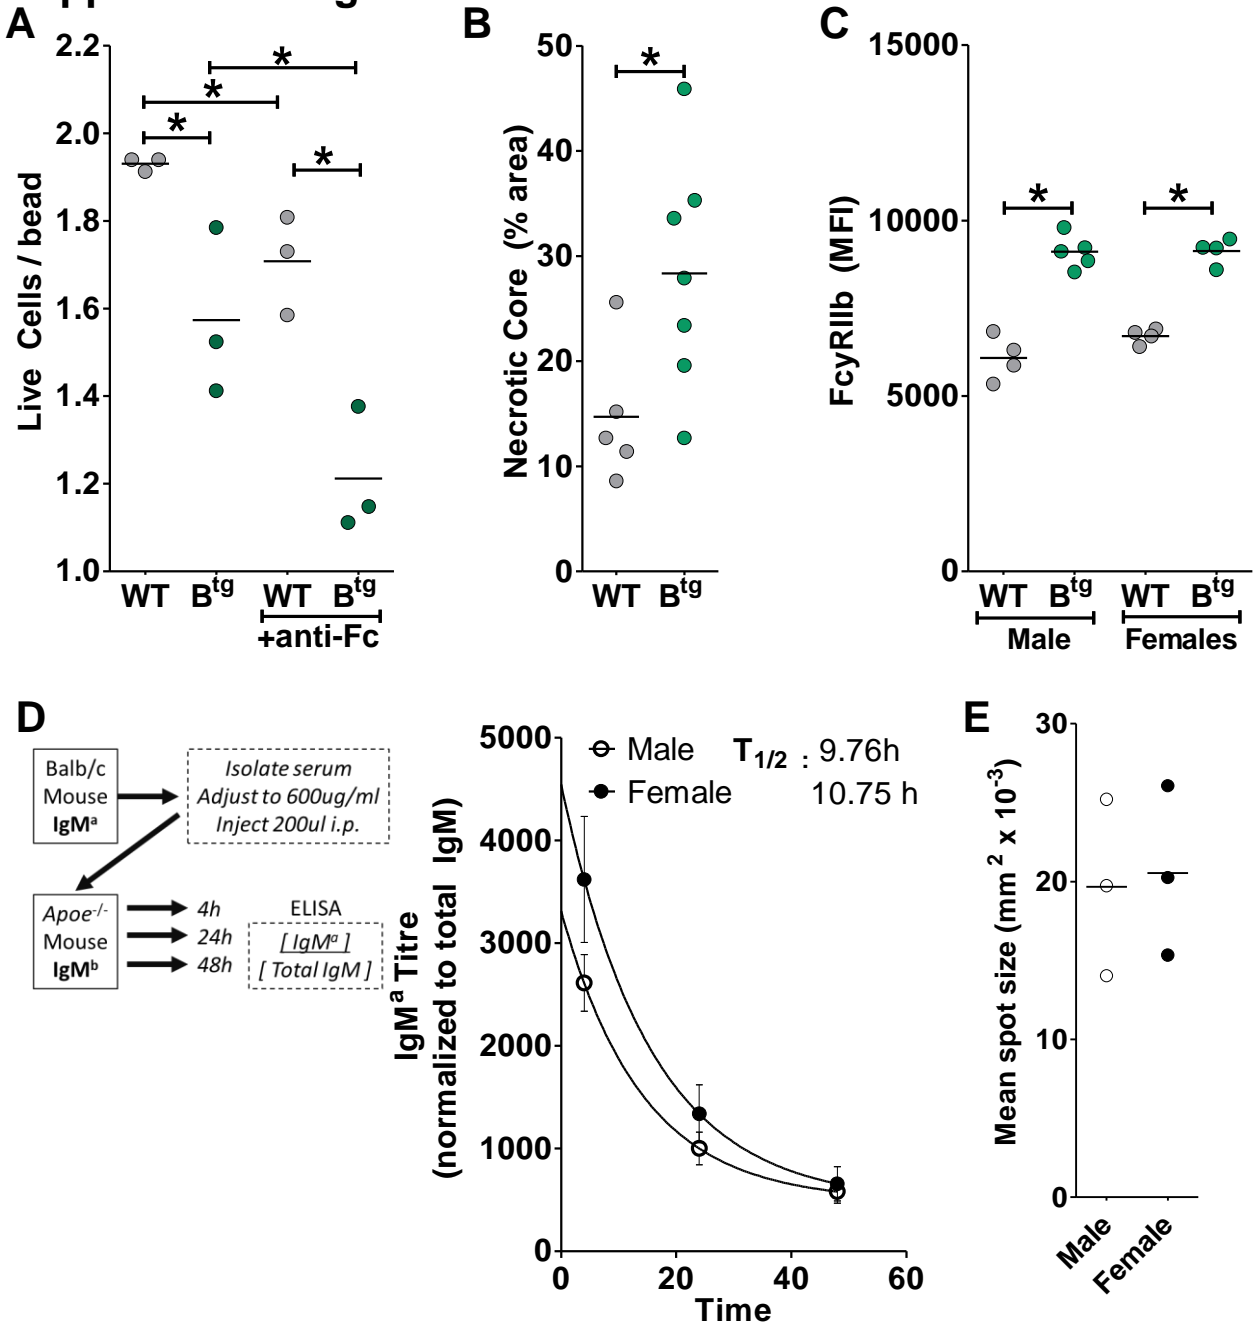 A
2.2
2.0
1.8
1.6
1.4
1.2
1.0
Live Cells / bead
*
*
*
*
WT B^tg WT B^tg
+anti-Fc
B
50
40
30
20
10
0
Necrotic Core (% area)
*
WT B^tg
C
15000
10000
5000
0
FcyRIIb (MFI)
*
*
WT B^tg WT B^tg
Male Females
D
Balb/c
Mouse
IgM^a
Isolate serum
Adjust to 600ug/ml
Inject 200ul i.p.
Apoe^-/-
Mouse
IgM^b
4h
24h
48h
ELISA
[ IgM^a ]
[ Total IgM ]
IgM^a Titre
(normalized to total IgM)
5000
4000
3000
2000
1000
0
Male T1/2 : 9.76h
Female 10.75 h
0 20 40 60
Time
E
30
20
10
0
Mean spot size (mm^2 x 10^-3)
Male
Female